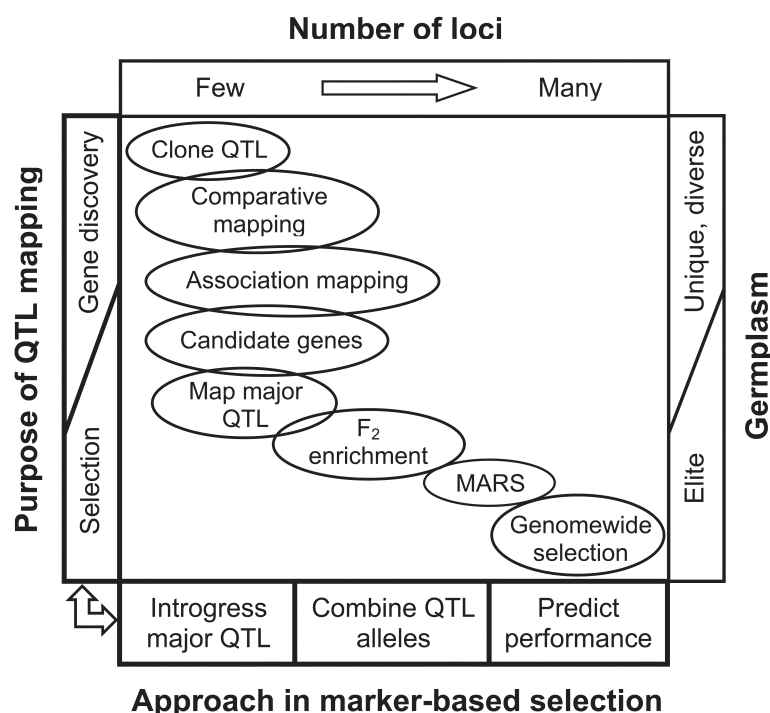 Number of loci
Few
Many
Purpose of QTL mapping
Gene discovery
Selection
Clone QTL
Comparative
mapping
Association mapping
Candidate genes
Map major
QTL
F₂
enrichment
MARS
Genomewide
selection
Unique, diverse
Elite
Germplasm
Introgress
major QTL
Combine QTL
alleles
Predict
performance
Approach in marker-based selection